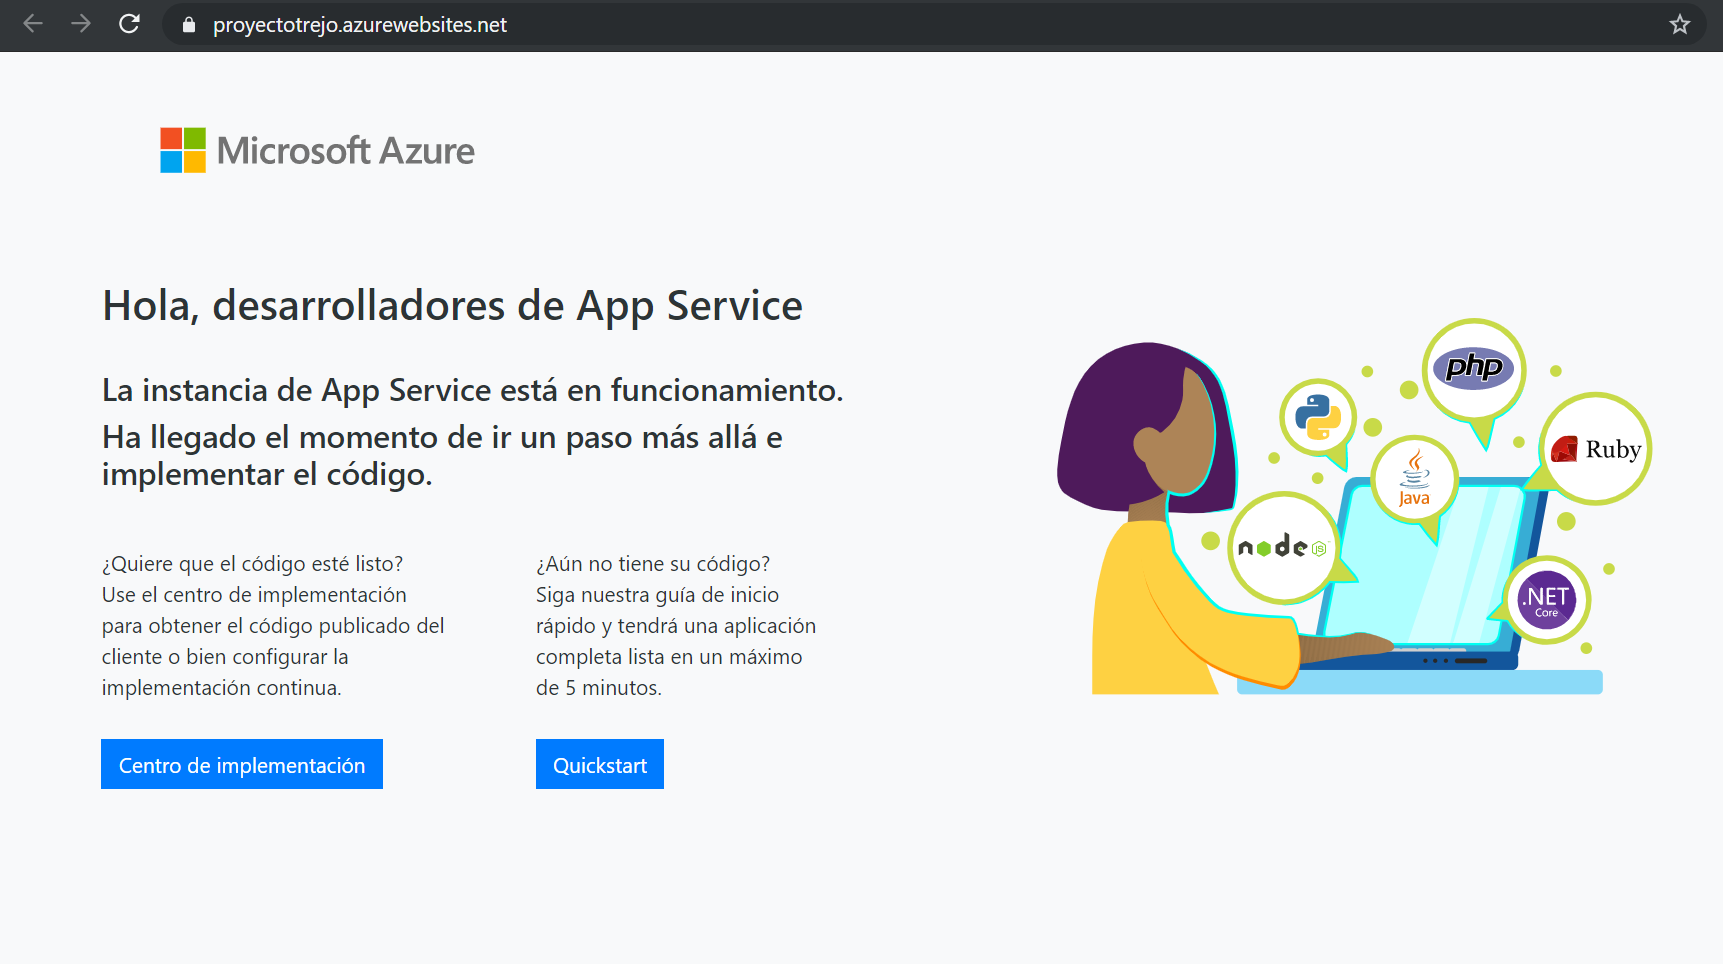 proyectotrejo.azurewebsites.net
Microsoft Azure
Hola, desarrolladores de App Service
La instancia de App Service está en funcionamiento.
Ha llegado el momento de ir un paso más allá e
implementar el código.
¿Quiere que el código esté listo?
Use el centro de implementación
para obtener el código publicado del
cliente o bien configurar la
implementación continua.
Centro de implementación
¿Aún no tiene su código?
Siga nuestra guía de inicio
rápido y tendrá una aplicación
completa lista en un máximo
de 5 minutos.
Quickstart
php
Ruby
Java
node
JS
.NET
Core